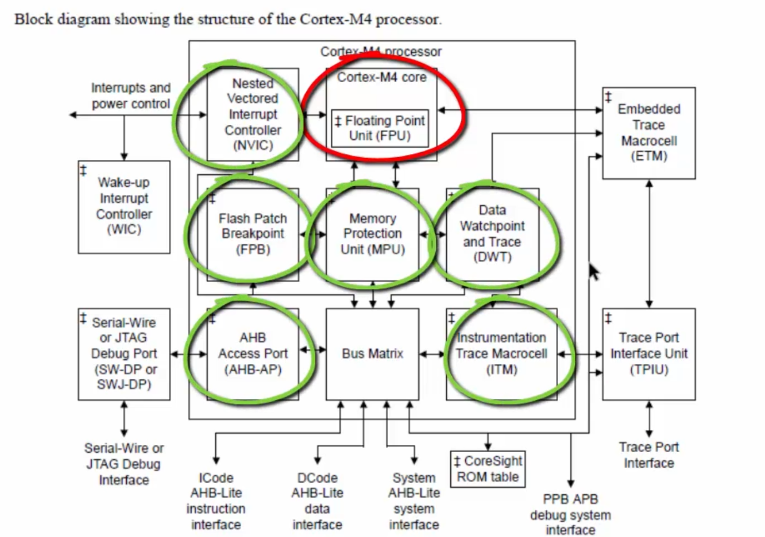 Block diagram showing the structure of the Cortex-M4 processor.
Cortex-M4 processor
Interrupts and
power control
Nested
Vectored
Interrupt
Controller
(NVIC)
Cortex-M4 core
‡ Floating Point
Unit (FPU)
‡
Embedded
Trace
Macrocell
(ETM)
‡
Wake-up
Interrupt
Controller
(WIC)
‡
Flash Patch
Breakpoint
(FPB)
‡
Memory
Protection
Unit (MPU)
‡
Data
Watchpoint
and Trace
(DWT)
‡
Serial-Wire
or JTAG
Debug Port
(SW-DP or
SWJ-DP)
‡
AHB
Access Port
(AHB-AP)
Bus Matrix
‡
Instrumentation
Trace Macrocell
(ITM)
‡
Trace Port
Interface Unit
(TPIU)
Serial-Wire or
JTAG Debug
Interface
ICode
AHB-Lite
instruction
interface
DCode
AHB-Lite
data
interface
System
AHB-Lite
system
interface
‡ CoreSight
ROM table
PPB APB
debug system
interface
Trace Port
Interface